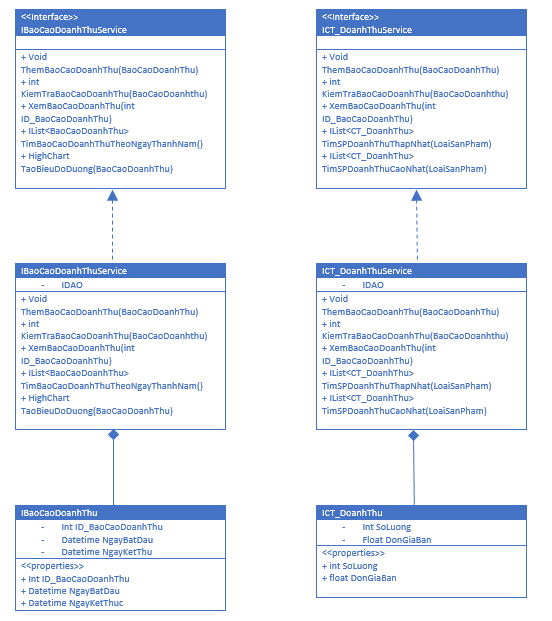 <<Interface>>
IBaoCaoDoanhThuService
+ Void
ThemBaoCaoDoanhThu(BaoCaoDoanhThu)
+ int
KiemTraBaoCaoDoanhThu(BaoCaoDoanhthu)
+ XemBaoCaoDoanhThu(int
ID_BaoCaoDoanhThu)
+ IList<BaoCaoDoanhThu>
TimBaoCaoDoanhThuTheoNgayThanhNam()
+ HighChart
TaoBieuDoDuong(BaoCaoDoanhThu)
<<Interface>>
ICT_DoanhThuService
+ Void
ThemBaoCaoDoanhThu(BaoCaoDoanhThu)
+ int
KiemTraBaoCaoDoanhThu(BaoCaoDoanhthu)
+ XemBaoCaoDoanhThu(int
ID_BaoCaoDoanhThu)
+ IList<CT_DoanhThu>
TimSPDoanhThuThapNhat(LoaiSanPham)
+ IList<CT_DoanhThu>
TimSPDoanhThuCaoNhat(LoaiSanPham)
IBaoCaoDoanhThuService
- IDAO
+ Void
ThemBaoCaoDoanhThu(BaoCaoDoanhThu)
+ int
KiemTraBaoCaoDoanhThu(BaoCaoDoanhthu)
+ XemBaoCaoDoanhThu(int
ID_BaoCaoDoanhThu)
+ IList<BaoCaoDoanhThu>
TimBaoCaoDoanhThuTheoNgayThanhNam()
+ HighChart
TaoBieuDoDuong(BaoCaoDoanhThu)
ICT_DoanhThuService
- IDAO
+ Void
ThemBaoCaoDoanhThu(BaoCaoDoanhThu)
+ int
KiemTraBaoCaoDoanhThu(BaoCaoDoanhthu)
+ XemBaoCaoDoanhThu(int
ID_BaoCaoDoanhThu)
+ IList<CT_DoanhThu>
TimSPDoanhThuThapNhat(LoaiSanPham)
+ IList<CT_DoanhThu>
TimSPDoanhThuCaoNhat(LoaiSanPham)
IBaoCaoDoanhThu
- Int ID_BaoCaoDoanhThu
- Datetime NgayBatDau
- Datetime NgayKetThu
<<properties>>
+ Int ID_BaoCaoDoanhThu
+ Datetime NgayBatDau
+ Datetime NgayKetThuc
ICT_DoanhThu
- Int SoLuong
- Float DonGiaBan
<<properties>>
+ int SoLuong
+ float DonGiaBan